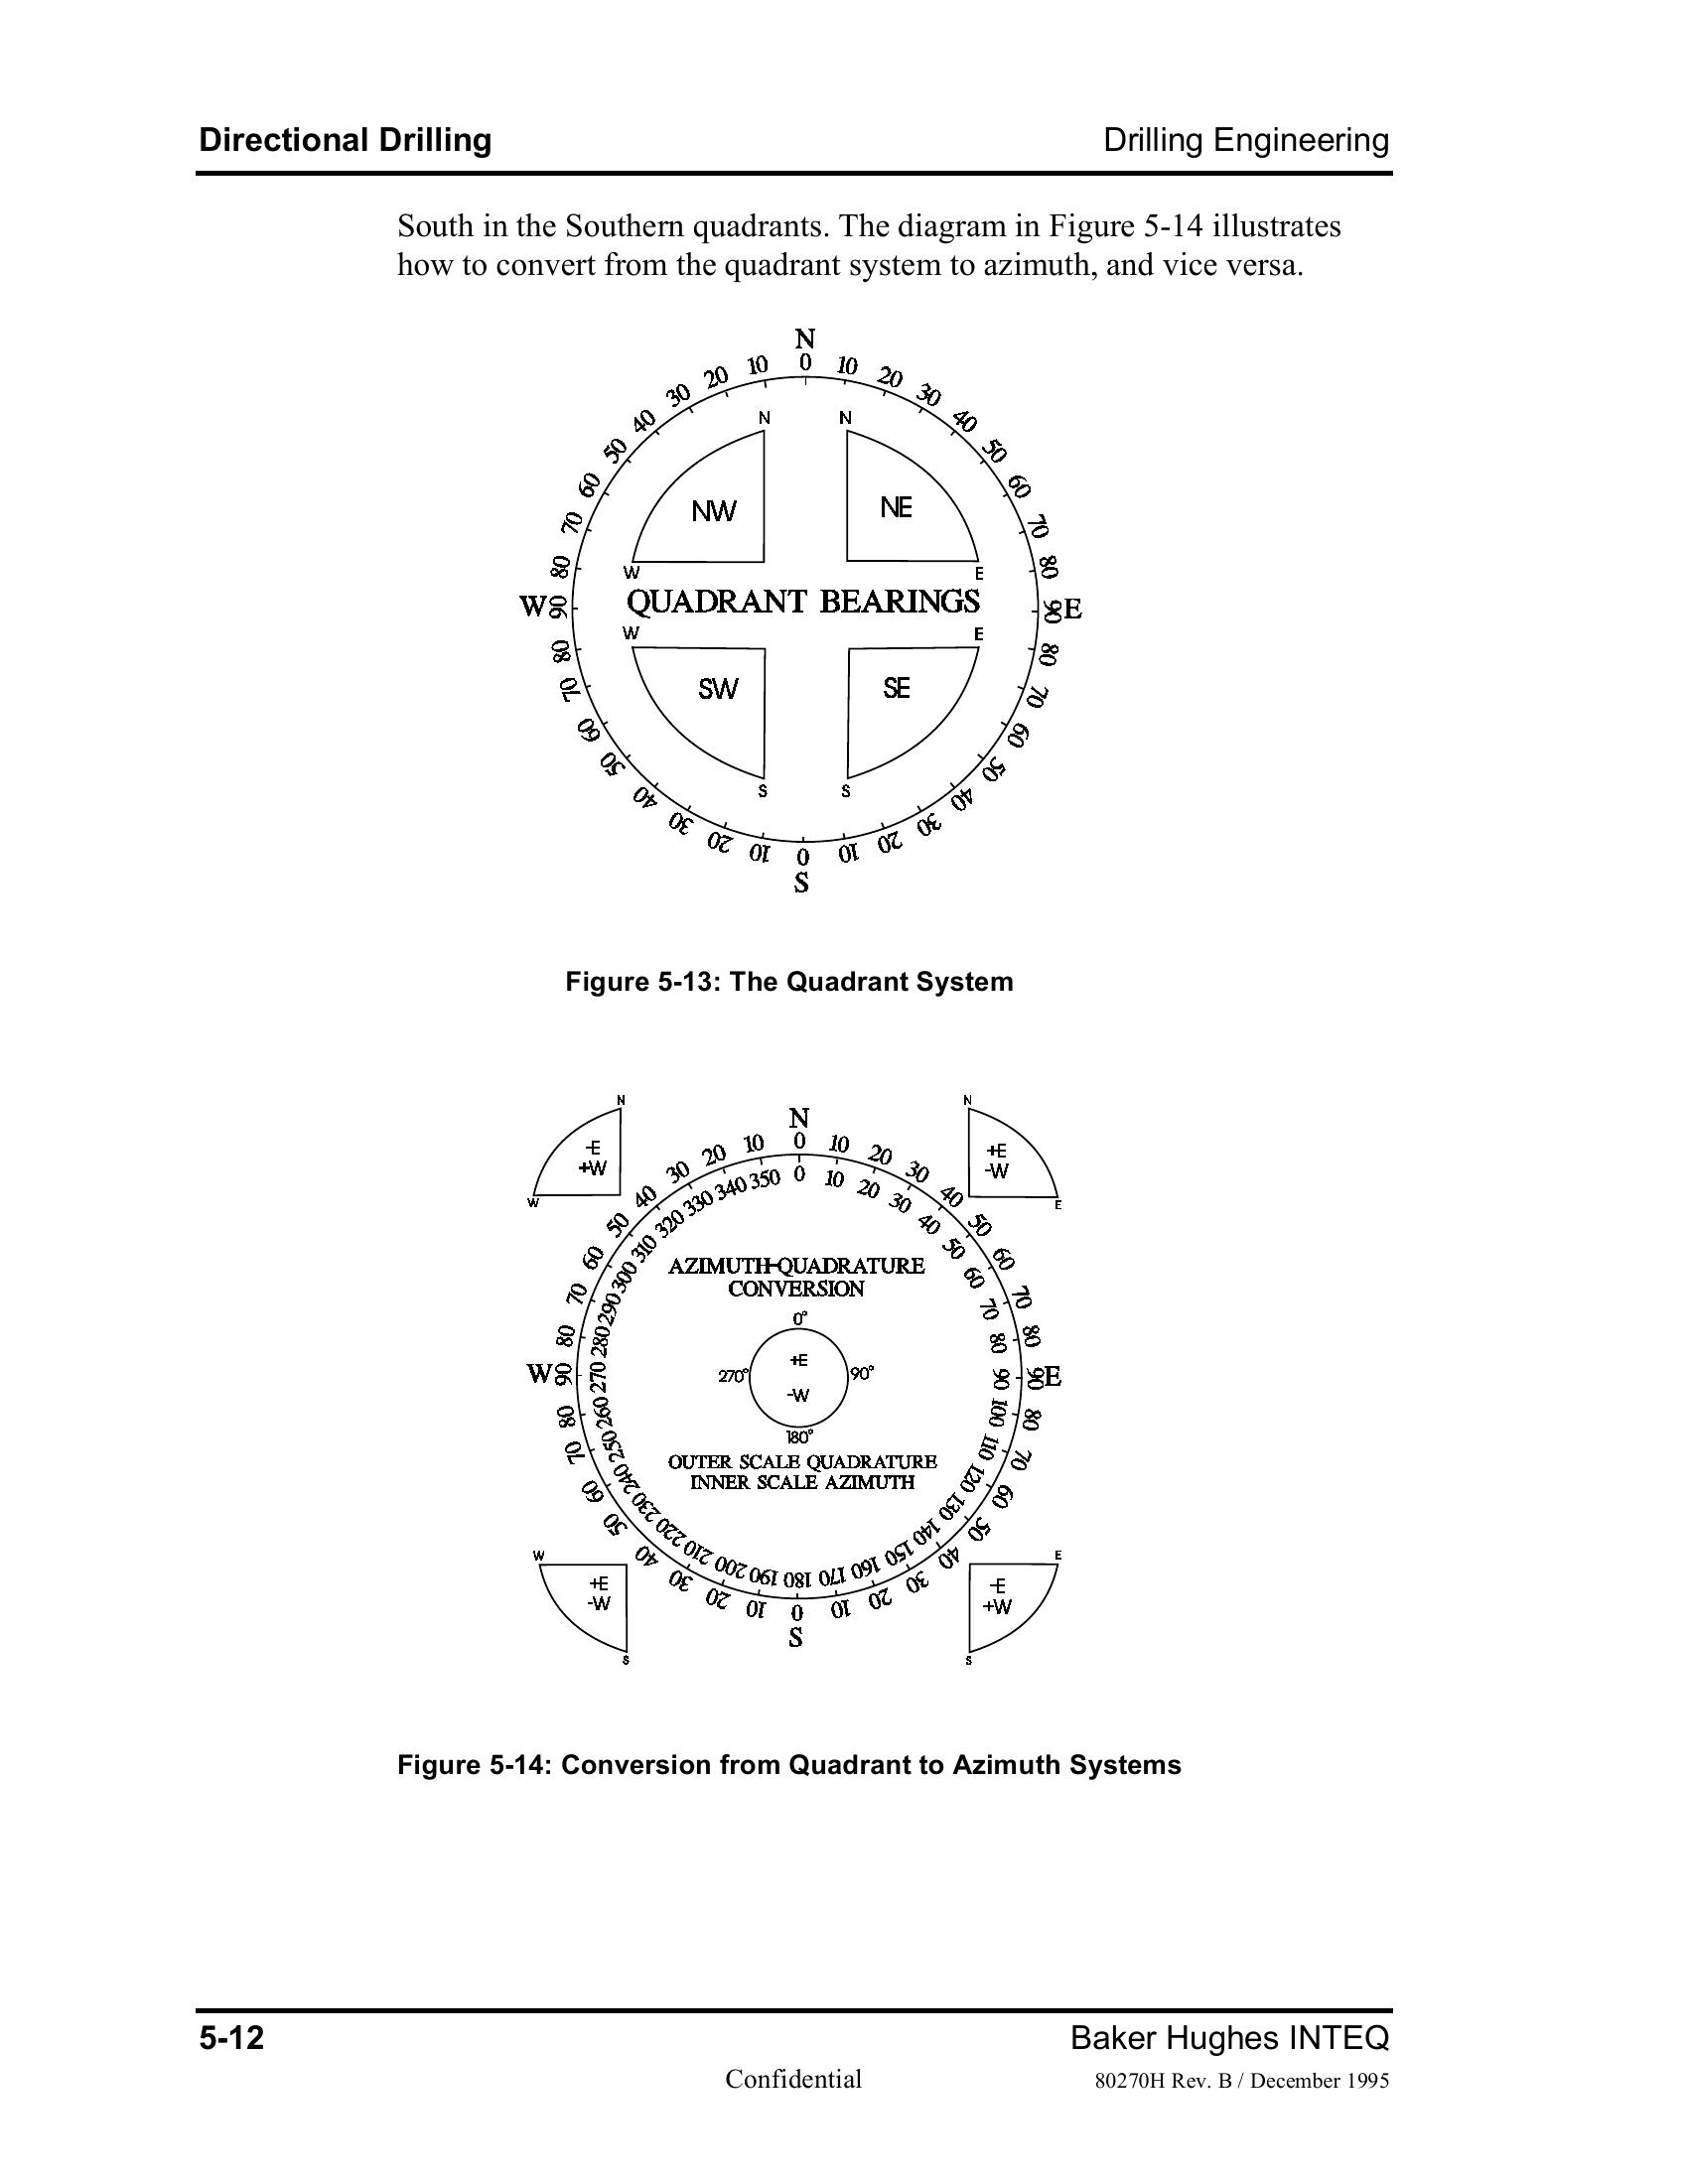 Directional Drilling
Drilling Engineering
South in the Southern quadrants. The diagram in Figure 5-14 illustrates
how to convert from the quadrant system to azimuth, and vice versa.
N
0 10 20 30 40 50 60 70 80 90 E
80 70 60 50 40 30 20 10 0
S
10 20 30 40 50 60 70 80
W 90
80 70 60 50 40 30 20 10
N
NW
W
N
NE
E
QUADRANT BEARINGS
W
SW
S
E
SE
S
Figure 5-13: The Quadrant System
N
-E
+W
W
N
+E
-W
E
N
0 10 20 30 40 50 60 70 80 90 E
80 70 60 50 40 30 20 10 0
S
10 20 30 40 50 60 70 80
W 90
80 70 60 50 40 30 20 10
0 10 20 30 40 50 60 70 80 90 100 110 120 130 140 150 160 170 180 190 200 210 220 230 240 250 260 270 280 290 300 310 320 330 340 350
AZIMUTH-QUADRATURE
CONVERSION
0°
+E
270°
90°
-W
180°
OUTER SCALE QUADRATURE
INNER SCALE AZIMUTH
W
+E
-W
S
E
-E
+W
S
Figure 5-14: Conversion from Quadrant to Azimuth Systems
5-12
Baker Hughes INTEQ
Confidential
80270H Rev. B / December 1995